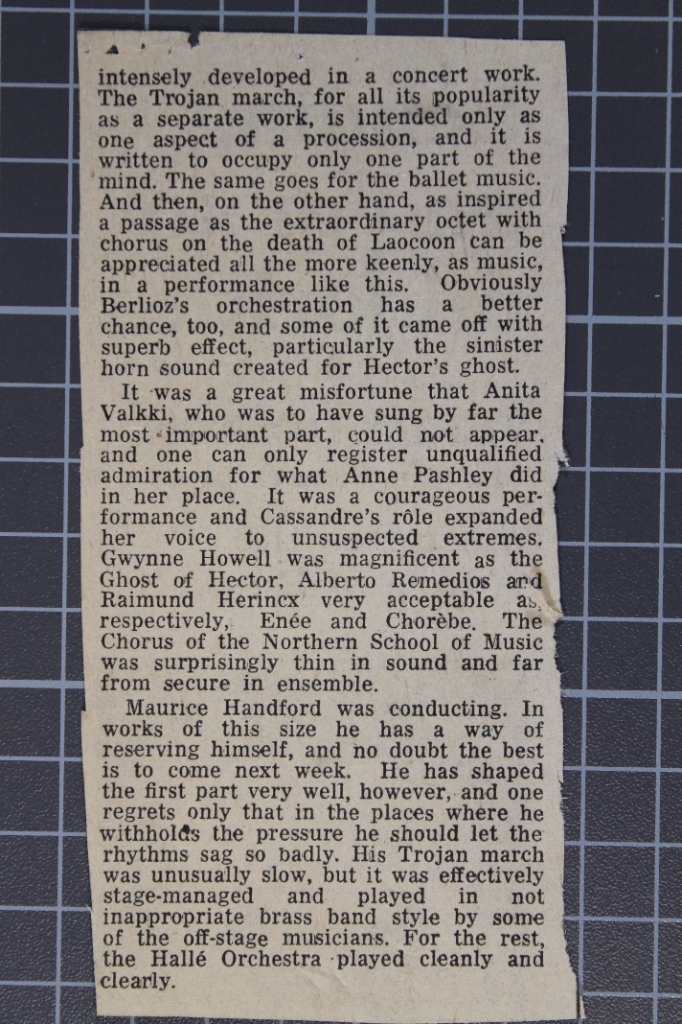 intensely developed in a concert work.
The Trojan march, for all its popularity
as a separate work, is intended only as
one aspect of a procession, and it is
written to occupy only one part of the
mind. The same goes for the ballet music.
And then, on the other hand, as inspired
a passage as the extraordinary octet with
chorus on the death of Laocoon can be
appreciated all the more keenly, as music,
in a performance like this. Obviously
Berlioz's orchestration has a better
chance, too, and some of it came off with
superb effect, particularly the sinister
horn sound created for Hector's ghost.
It was a great misfortune that Anita
Valkki, who was to have sung by far the
most important part, could not appear,
and one can only register unqualified
admiration for what Anne Pashley did
in her place. It was a courageous per-
formance and Cassandre's rôle expanded
her voice to unsuspected extremes.
Gwynne Howell was magnificent as the
Ghost of Hector, Alberto Remedios and
Raimund Herincx very acceptable as,
respectively, Enée and Chorèbe. The
Chorus of the Northern School of Music
was surprisingly thin in sound and far
from secure in ensemble.
Maurice Handford was conducting. In
works of this size he has a way of
reserving himself, and no doubt the best
is to come next week. He has shaped
the first part very well, however, and one
regrets only that in the places where he
withholds the pressure he should let the
rhythms sag so badly. His Trojan march
was unusually slow, but it was effectively
stage-managed and played in not
inappropriate brass band style by some
of the off-stage musicians. For the rest,
the Hallé Orchestra played cleanly and
clearly.